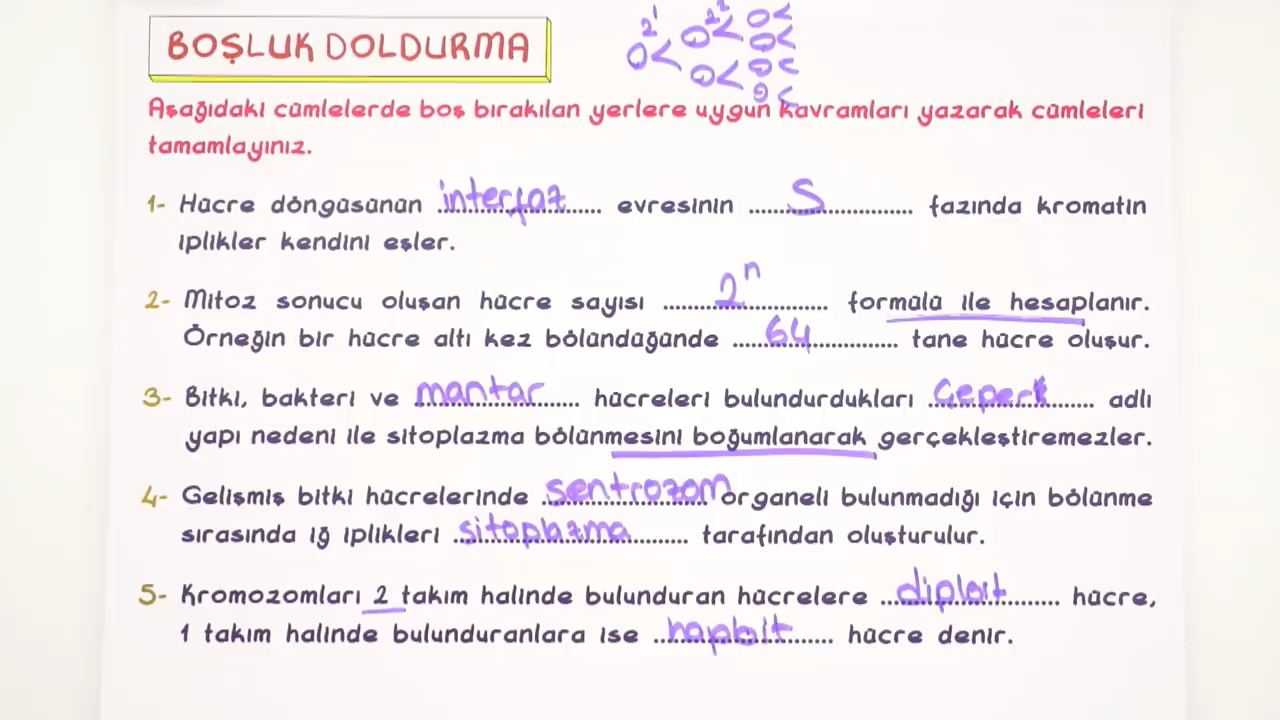 BOŞLUK DOLDURMA
2¹ 2²
Aşağıdaki cümlelerde boş bırakılan yerlere uygun kavramları yazarak cümleleri
tamamlayınız.
1- Hücre döngüsünün interfaz evresinin S fazında kromatin
iplikler kendini eşler.
2- Mitoz sonucu oluşan hücre sayısı 2ⁿ formülü ile hesaplanır.
Örneğin bir hücre altı kez bölündüğünde 64 tane hücre oluşur.
3- Bitki, bakteri ve mantar hücreleri bulundurdukları çeper adlı
yapı nedeni ile sitoplazma bölünmesini boğumlanarak gerçekleştiremezler.
4- Gelişmiş bitki hücrelerinde sentrozom organeli bulunmadığı için bölünme
sırasında iğ iplikleri sitoplazma tarafından oluşturulur.
5- Kromozomları 2 takım halinde bulunduran hücrelere diploit hücre,
1 takım halinde bulunduranlara ise haploit hücre denir.